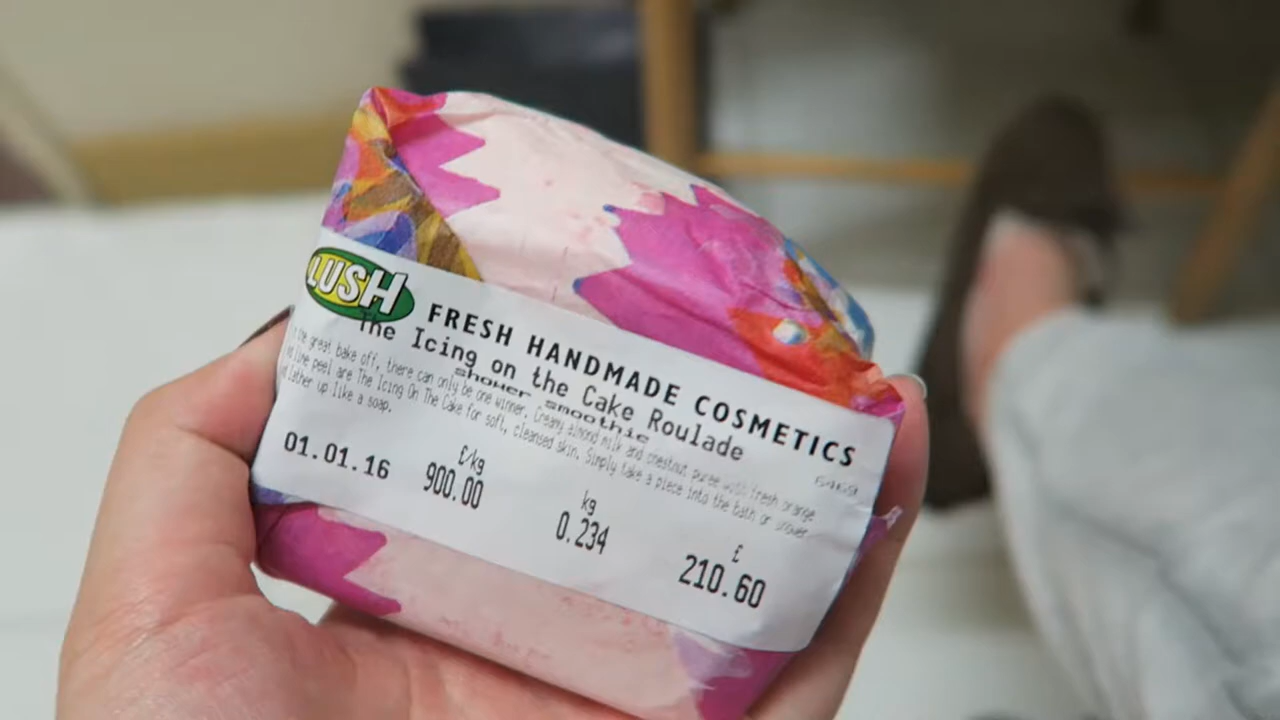 LUSH
FRESH HANDMADE COSMETICS
The Icing on the Cake Roulade
shower smoothie
the great bake off, there can only be one winner. Creamy almond milk and chestnut puree with fresh orange
lime peel are The Icing On The Cake for soft, cleansed skin. Simply take a piece into the bath or shower
lather up like a soap.
6469
01.01.16
£/kg
900.00
kg
0.234
£
210.60